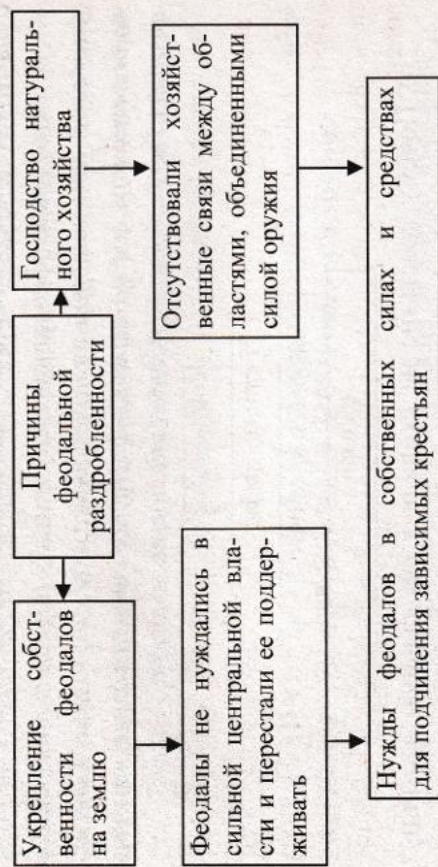 Причины
феодальной
раздробленности
Укрепление собст-
венности феодалов
на землю
Господство натураль-
ного хозяйства
Феодалы не нуждались в
сильной центральной вла-
сти и перестали ее поддер-
живать
Отсутствовали хозяйст-
венные связи между об-
ластями, объединенными
силой оружия
Нужды феодалов в собственных силах и средствах
для подчинения зависимых крестьян